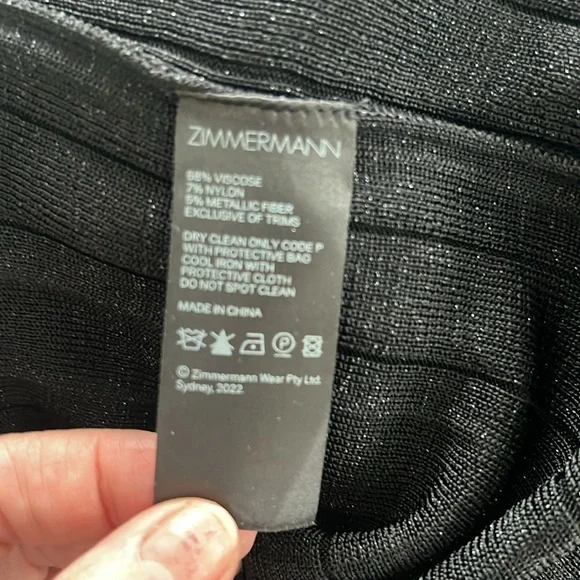 ZIMMERMANN
88% VISCOSE
7% NYLON
5% METALLIC FIBER
EXCLUSIVE OF TRIMS
DRY CLEAN ONLY CODE P
WITH PROTECTIVE BAG
COOL IRON WITH
PROTECTIVE CLOTH
DO NOT SPOT CLEAN
MADE IN CHINA
P
© Zimmermann Wear Pty Ltd.
Sydney, 2022